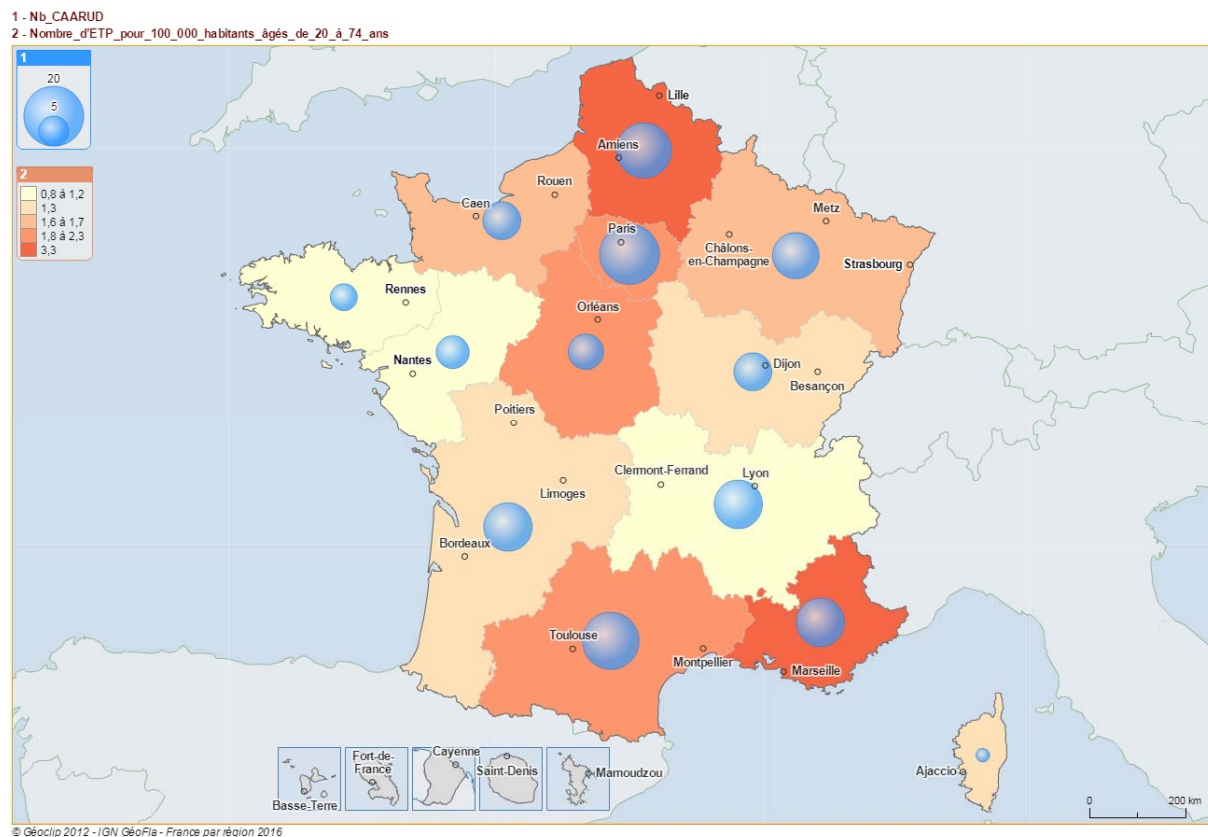 1 - Nb_CAARUD
2 - Nombre_d'ETP_pour_100_000_habitants_âgés_de_20_à_74_ans
1
20
5
2
0,8 à 1,2
1,3
1,6 à 1,7
1,8 à 2,3
3,3
Lille
Amiens
Rouen
Caen
Paris
Metz
Châlons-
en-Champagne
Strasbourg
Rennes
Orléans
Nantes
Dijon
Besançon
Poitiers
Clermont-Ferrand
Lyon
Limoges
Bordeaux
Toulouse
Montpellier
Marseille
Ajaccio
Basse-Terre
Fort-de-
France
Cayenne
Saint-Denis
Mamoudzou
0
200 km
© Géoclip 2012 - IGN GéoFla - France par région 2016